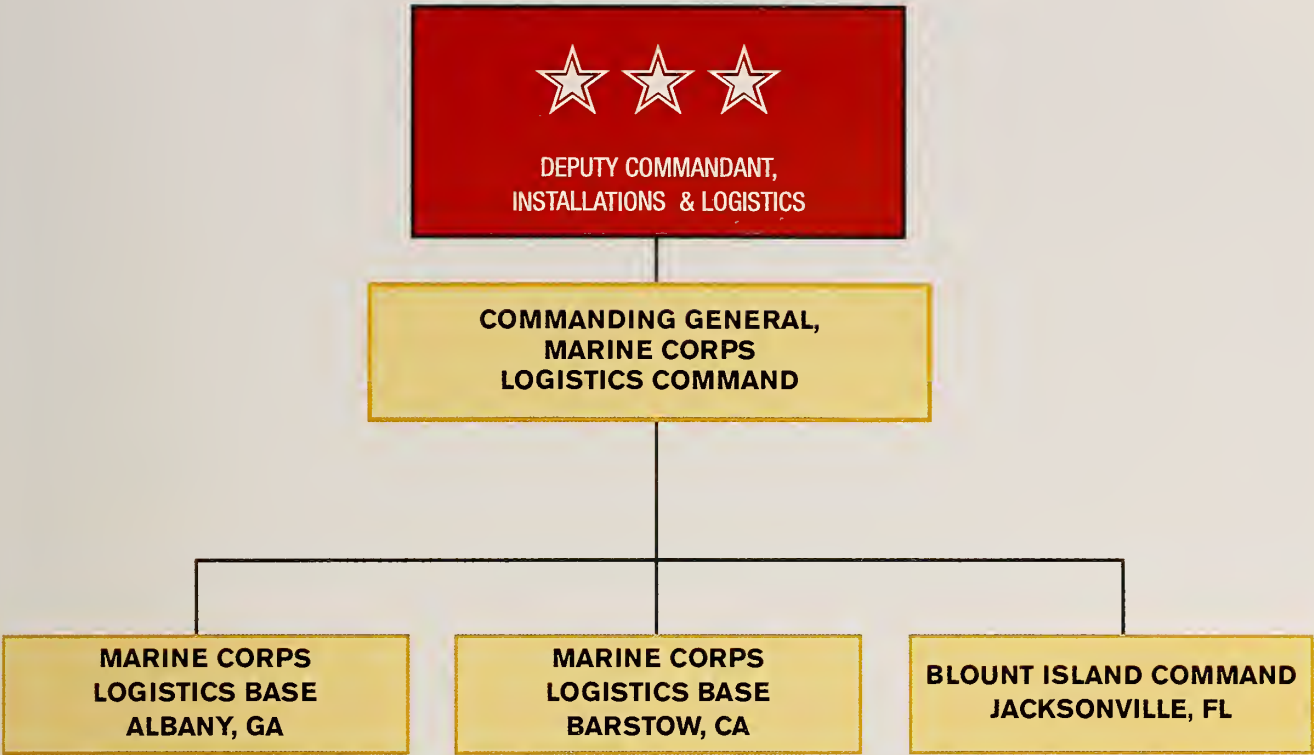 DEPUTY COMMANDANT,
INSTALLATIONS & LOGISTICS
COMMANDING GENERAL,
MARINE CORPS
LOGISTICS COMMAND
MARINE CORPS
LOGISTICS BASE
ALBANY, GA
MARINE CORPS
LOGISTICS BASE
BARSTOW, CA
BLOUNT ISLAND COMMAND
JACKSONVILLE, FL